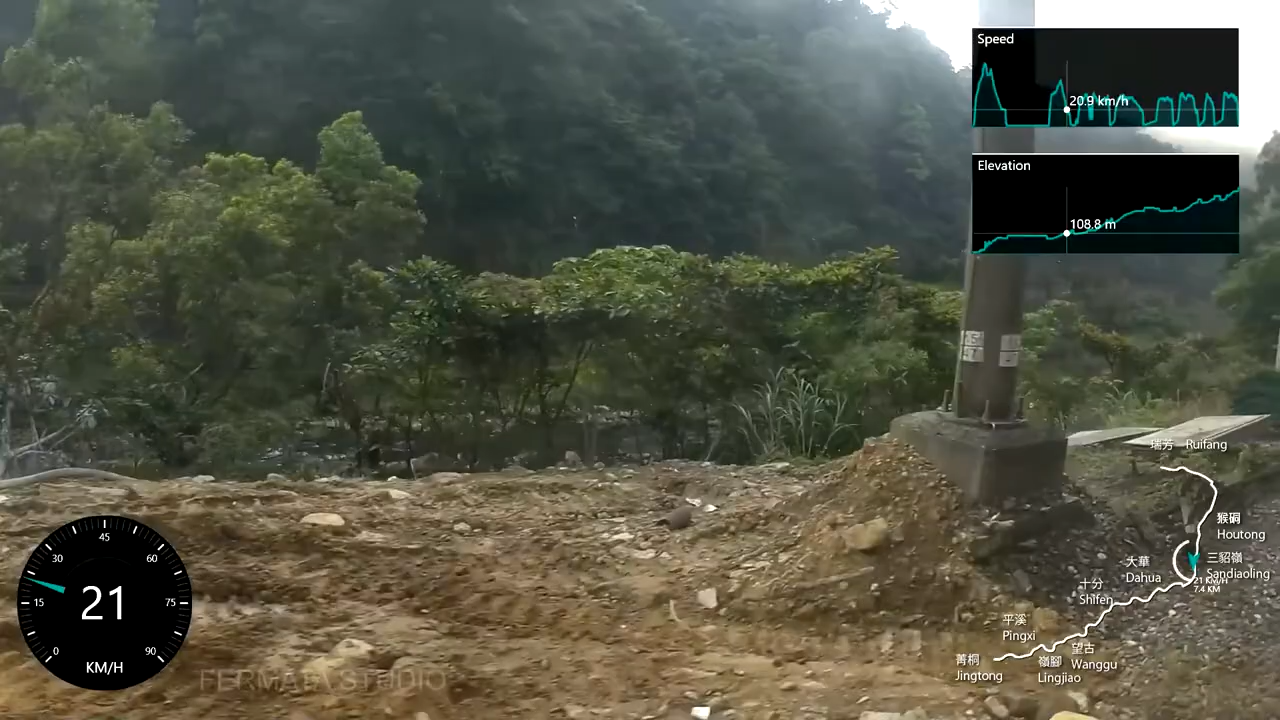 Speed
20.9 km/h
Elevation
108.8 m
瑞芳 Ruifang
猴硐
Houtong
三貂嶺
Sandiaoling
21 KM/H
7.4 KM
大華
Dahua
十分
Shifen
平溪
Pingxi
望古
Wanggu
嶺腳
Lingjiao
菁桐
Jingtong
45
30
60
15
75
0
90
21
KM/H
FERMATA STUDIO